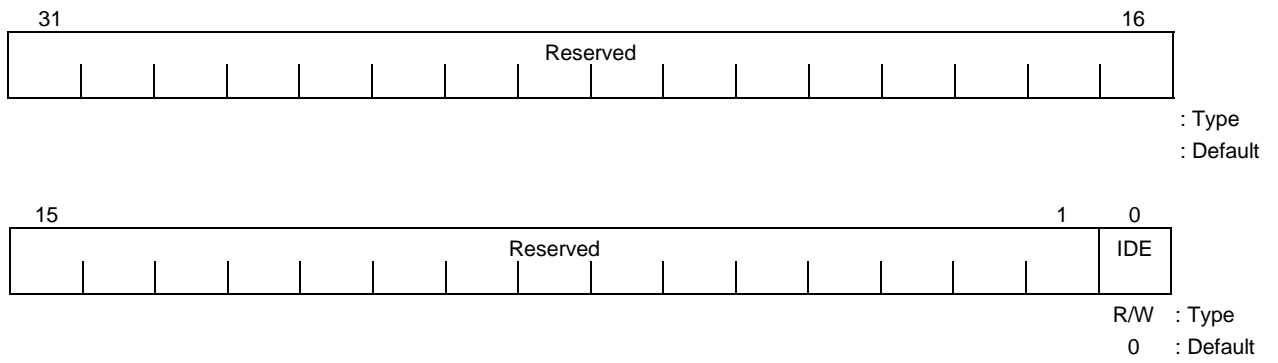 31 16
Reserved
: Type
: Default
15 1 0
Reserved IDE
R/W : Type
0 : Default